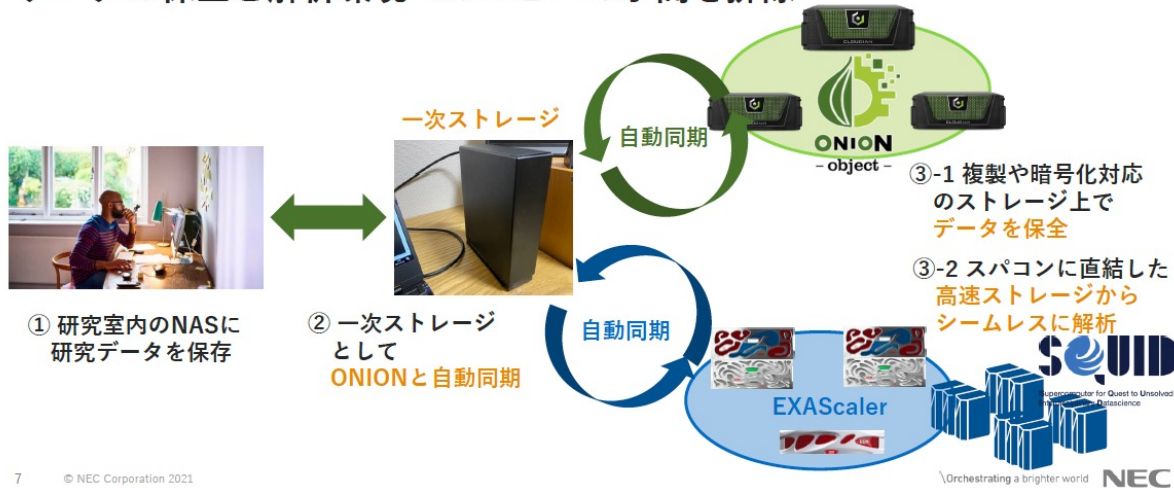 一次ストレージ
自動同期
CLOUDIAN
ONION
- object -
③-1 複製や暗号化対応
のストレージ上で
データを保全
① 研究室内のNASに
研究データを保存
② 一次ストレージ
として
ONIONと自動同期
自動同期
EXAScaler
③-2 スパコンに直結した
高速ストレージから
シームレスに解析
SQUID
Supercomputer for Quest to Unsolved
Datascience
7
© NEC Corporation 2021
\Orchestrating a brighter world
NEC